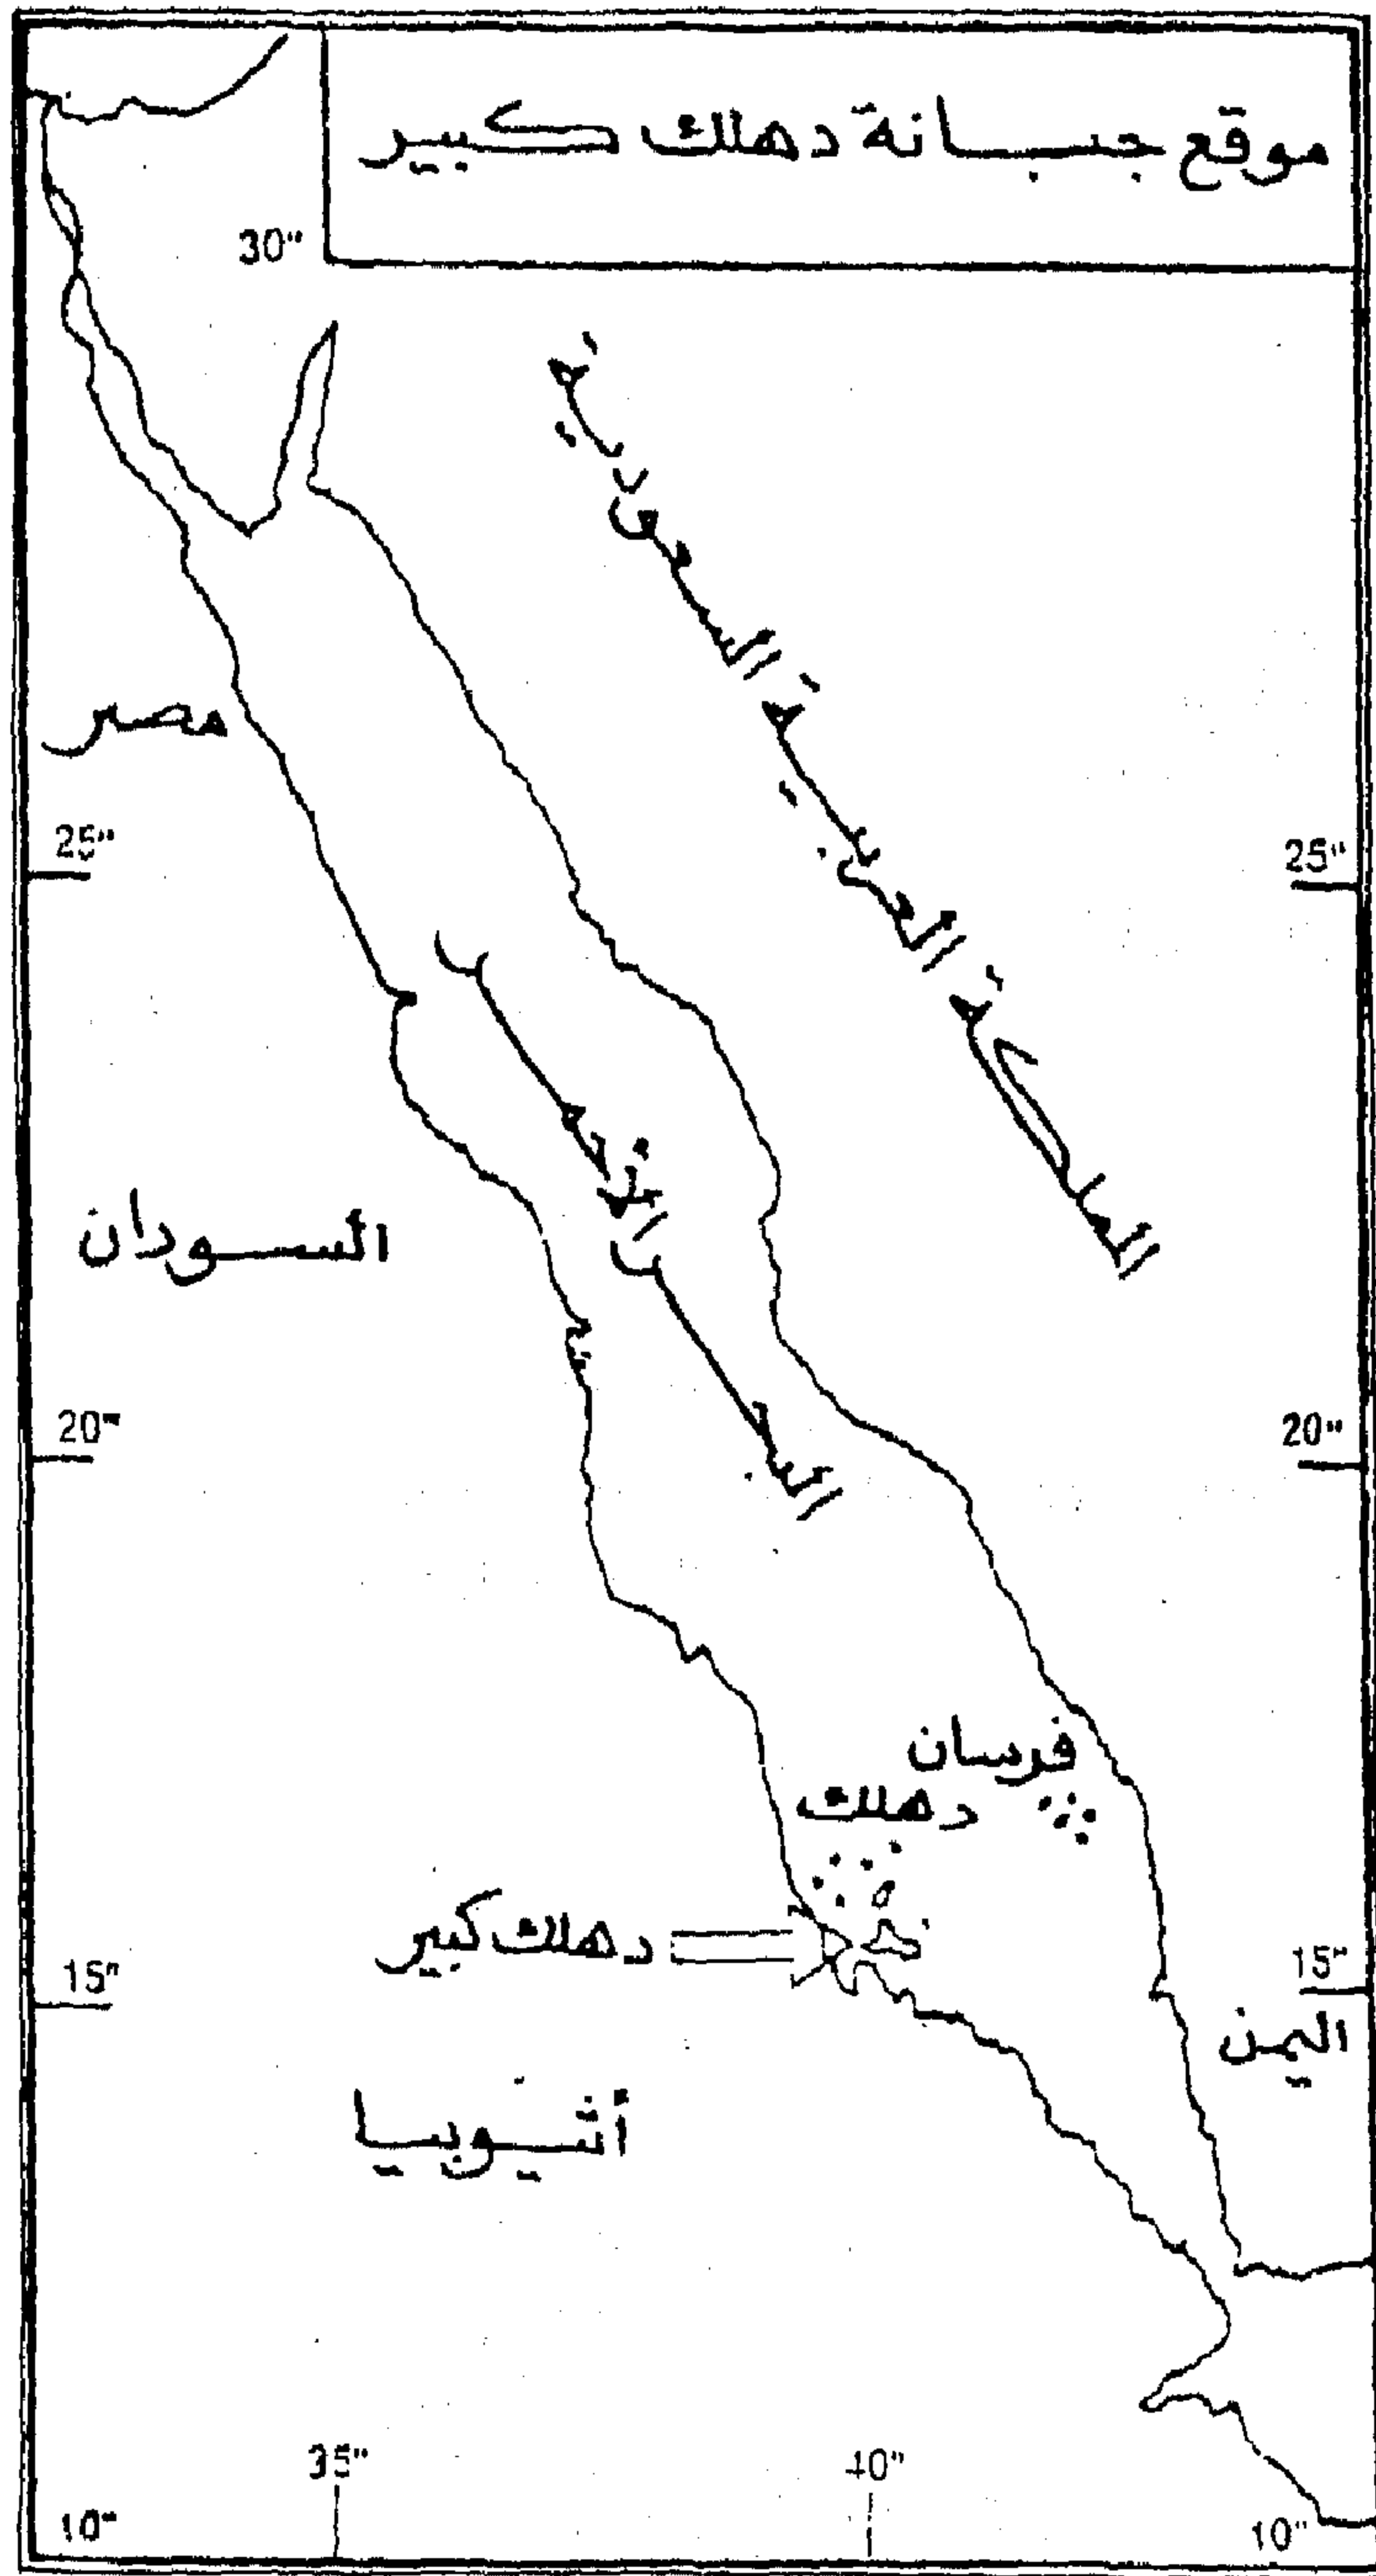 موقع جبانة دهلك كبير
30"
المملكة العربية السعودية
مصر
25"
25"
البحر الأحمر
السودان
20"
20"
فرسان
دهلك
دهلك كبير
15"
15"
اليمن
أثيوبيا
35"
40"
10"
10"